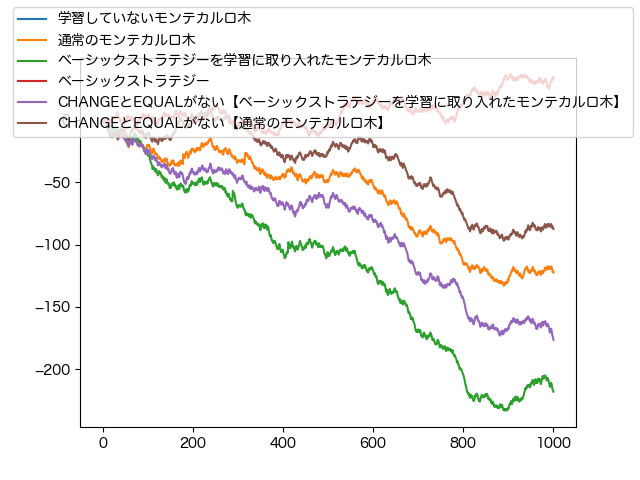 学習していないモンテカルロ木
通常のモンテカルロ木
ベーシックストラテジーを学習に取り入れたモンテカルロ木
ベーシックストラテジー
CHANGEとEQUALがない【ベーシックストラテジーを学習に取り入れたモンテカルロ木】
CHANGEとEQUALがない【通常のモンテカルロ木】
−50
−100
−150
−200
0 200 400 600 800 1000